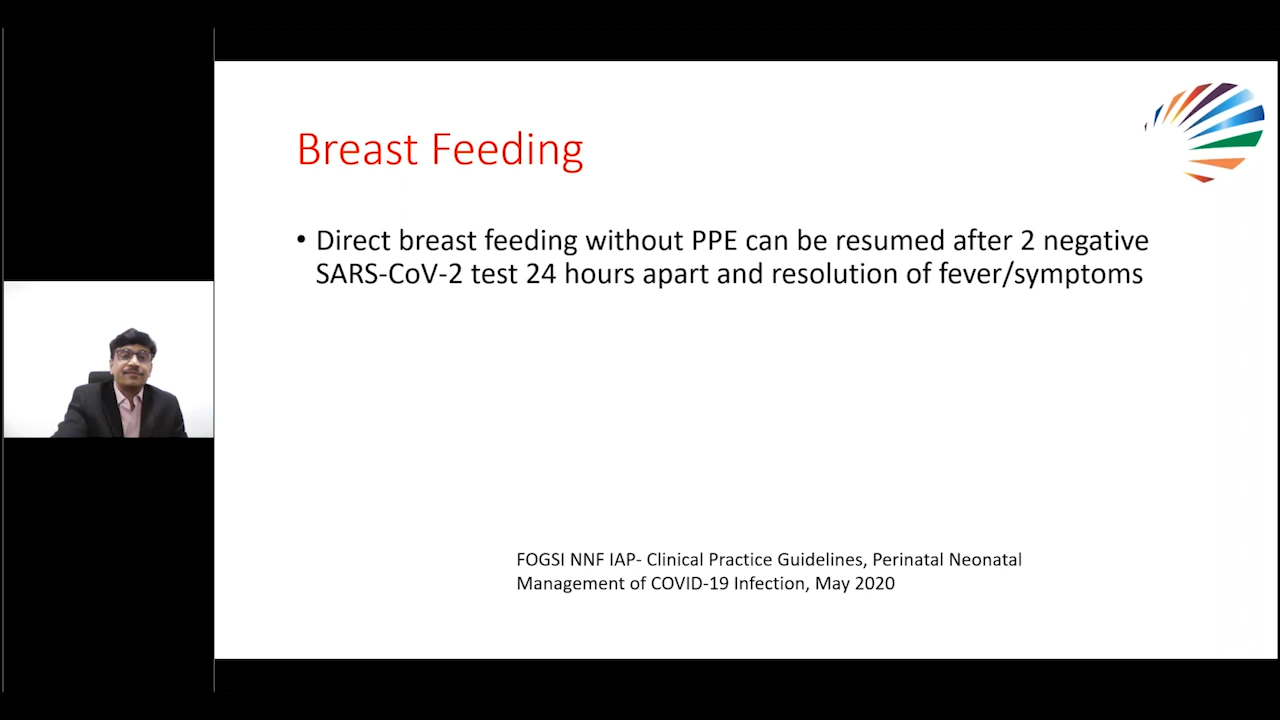 Breast Feeding
• Direct breast feeding without PPE can be resumed after 2 negative
SARS-CoV-2 test 24 hours apart and resolution of fever/symptoms
FOGSI NNF IAP- Clinical Practice Guidelines, Perinatal Neonatal
Management of COVID-19 Infection, May 2020